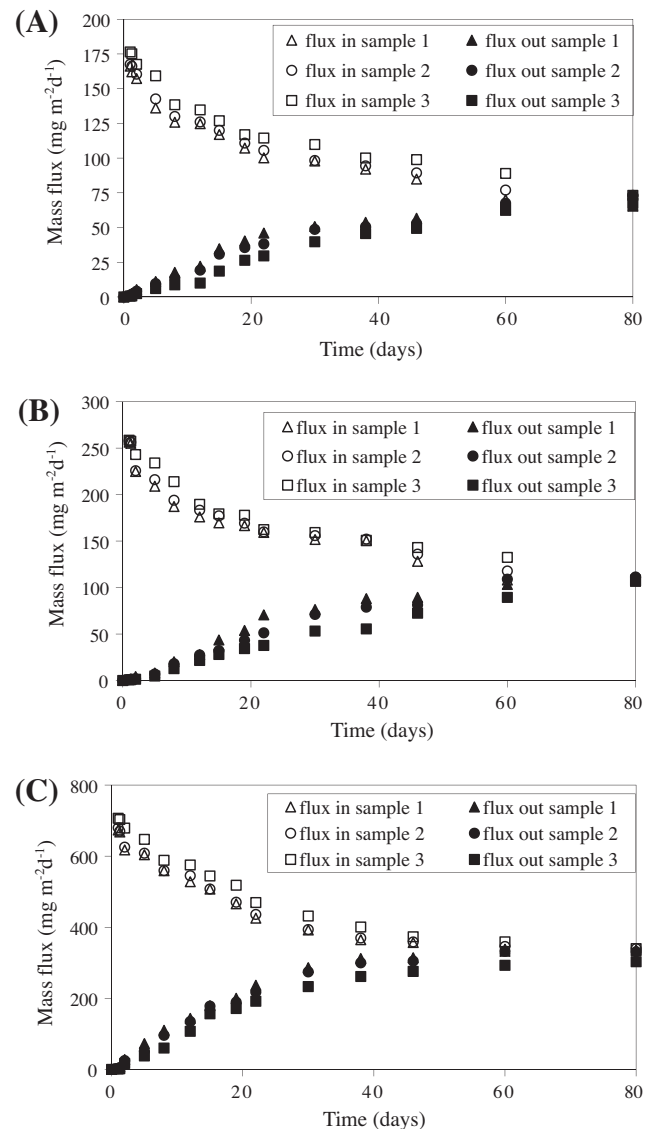 (A)
200
175
150
125
100
75
50
25
0
Mass flux (mg m⁻²d⁻¹)
flux in sample 1
flux out sample 1
flux in sample 2
flux out sample 2
flux in sample 3
flux out sample 3
0 20 40 60 80
Time (days)
(B)
300
250
200
150
100
50
0
Mass flux (mg m⁻²d⁻¹)
flux in sample 1
flux out sample 1
flux in sample 2
flux out sample 2
flux in sample 3
flux out sample 3
0 20 40 60 80
Time (days)
(C)
800
600
400
200
0
Mass flux (mg m⁻²d⁻¹)
flux in sample 1
flux out sample 1
flux in sample 2
flux out sample 2
flux in sample 3
flux out sample 3
0 20 40 60 80
Time (days)